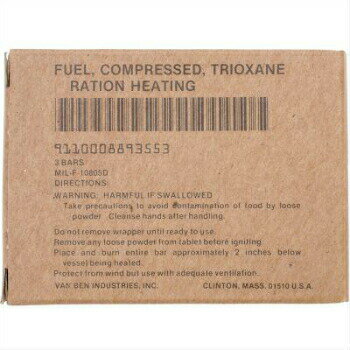 FUEL, COMPRESSED, TRIOXANE
RATION HEATING
9110008893553
3 BARS
MIL-F-10805D
DIRECTIONS:
WARNING: HARMFUL IF SWALLOWED
Take precautions to avoid contamination of food by loose
powder. Cleanse hands after handling.
Do not remove wrapper until ready to use.
Remove any loose powder from tablet before igniting.
Place and burn entire bar approximately 2 inches below
vessel being heated.
Protect from wind but use with adequate ventilation.
VAN BEN INDUSTRIES, INC. CLINTON, MASS. 01510 U.S.A.